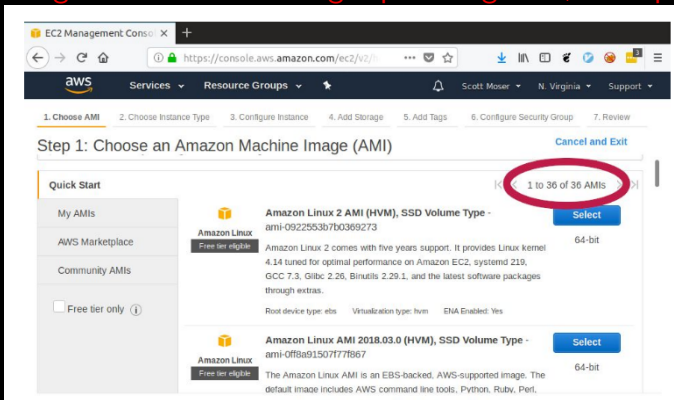 EC2 Management Consol
https://console.aws.amazon.com/ec2/v2/
aws Services Resource Groups Scott Moser N. Virginia Support
1. Choose AMI 2. Choose Instance Type 3. Configure Instance 4. Add Storage 5. Add Tags 6. Configure Security Group 7. Review
Step 1: Choose an Amazon Machine Image (AMI) Cancel and Exit
Quick Start 1 to 36 of 36 AMIs
My AMIs
AWS Marketplace
Community AMIs
Free tier only
Amazon Linux
Free tier eligible
Amazon Linux 2 AMI (HVM), SSD Volume Type -
ami-0922553b7b0369273
Amazon Linux 2 comes with five years support. It provides Linux kernel
4.14 tuned for optimal performance on Amazon EC2, systemd 219,
GCC 7.3, Glibc 2.26, Binutils 2.29.1, and the latest software packages
through extras.
Root device type: ebs Virtualization type: hvm ENA Enabled: Yes
Select
64-bit
Amazon Linux
Free tier eligible
Amazon Linux AMI 2018.03.0 (HVM), SSD Volume Type -
ami-0ff8a91507f77f867
The Amazon Linux AMI is an EBS-backed, AWS-supported image. The
default image includes AWS command line tools, Python, Ruby, Perl,
Select
64-bit